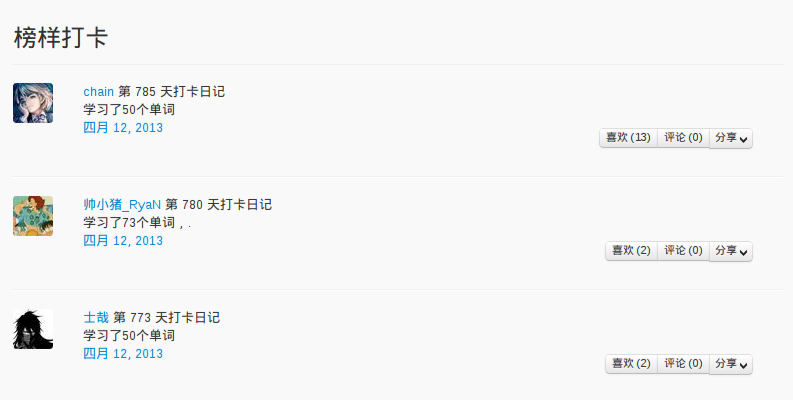 榜样打卡
chain 第 785 天打卡日记
学习了50个单词
四月 12, 2013
喜欢 (13) 评论 (0) 分享
帅小猪_RyaN 第 780 天打卡日记
学习了73个单词 , .
四月 12, 2013
喜欢 (2) 评论 (0) 分享
士哉 第 773 天打卡日记
学习了50个单词
四月 12, 2013
喜欢 (2) 评论 (0) 分享